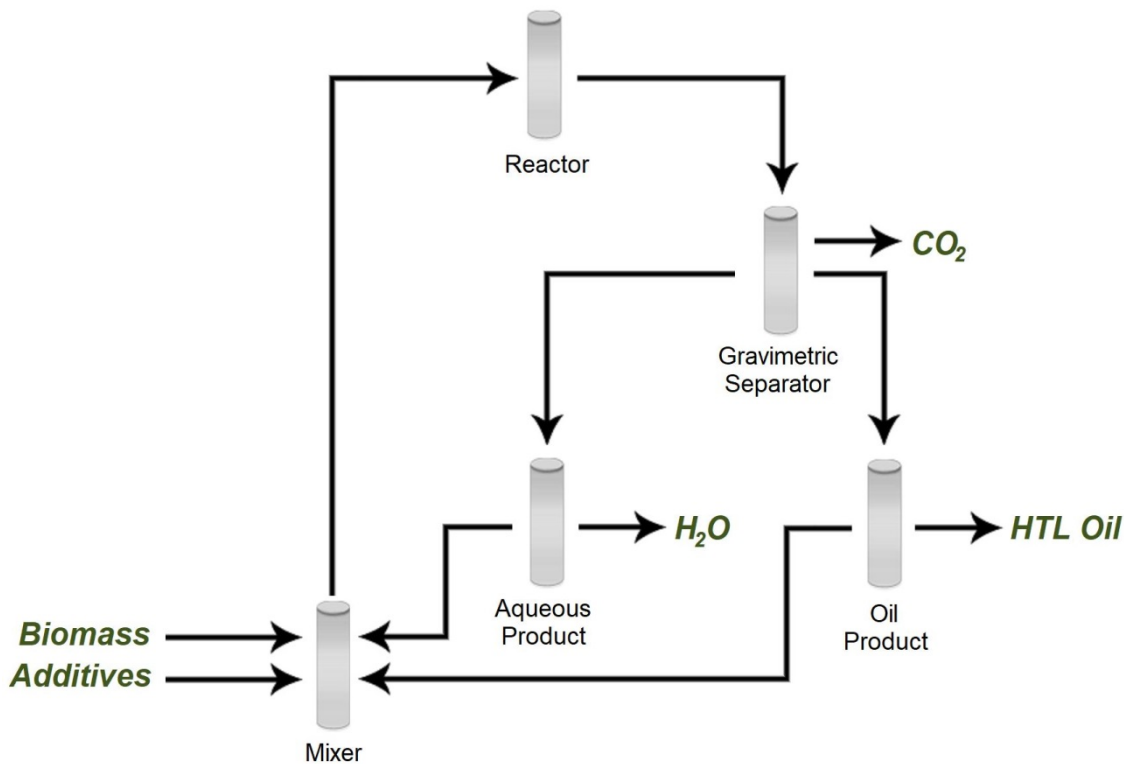 Reactor
CO₂
Gravimetric
Separator
H₂O
HTL Oil
Aqueous
Product
Oil
Product
Biomass
Additives
Mixer